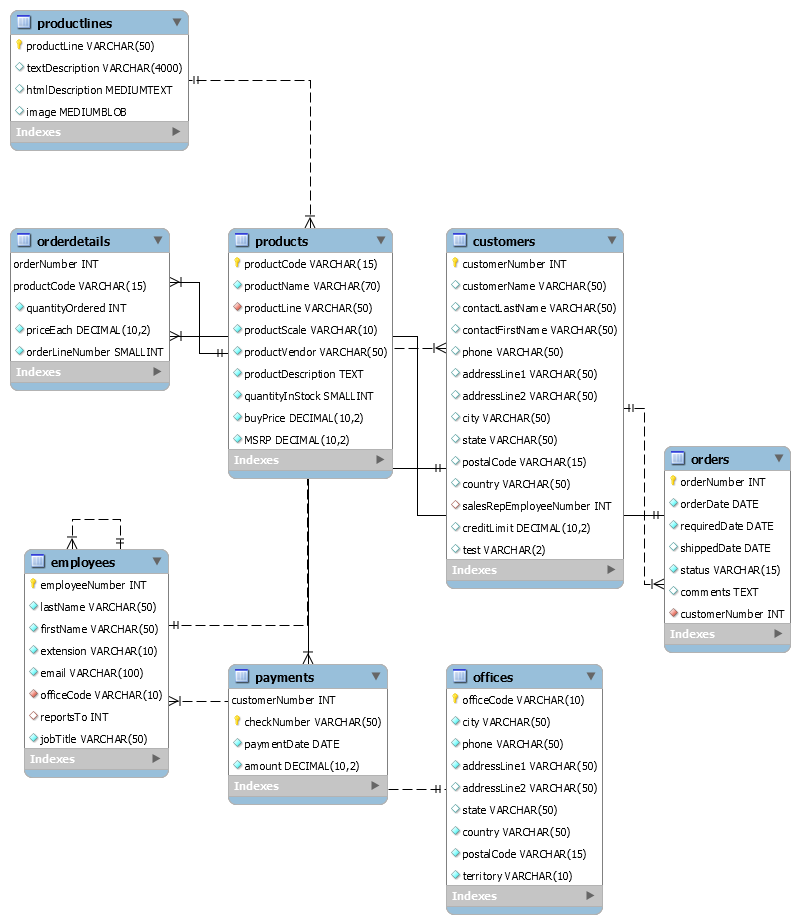 productlines
productLine VARCHAR(50)
textDescription VARCHAR(4000)
htmlDescription MEDIUMTEXT
image MEDIUMBLOB
Indexes
orderdetails
orderNumber INT
productCode VARCHAR(15)
quantityOrdered INT
priceEach DECIMAL(10,2)
orderLineNumber SMALLINT
Indexes
products
productCode VARCHAR(15)
productName VARCHAR(70)
productLine VARCHAR(50)
productScale VARCHAR(10)
productVendor VARCHAR(50)
productDescription TEXT
quantityInStock SMALLINT
buyPrice DECIMAL(10,2)
MSRP DECIMAL(10,2)
Indexes
customers
customerNumber INT
customerName VARCHAR(50)
contactLastName VARCHAR(50)
contactFirstName VARCHAR(50)
phone VARCHAR(50)
addressLine1 VARCHAR(50)
addressLine2 VARCHAR(50)
city VARCHAR(50)
state VARCHAR(50)
postalCode VARCHAR(15)
country VARCHAR(50)
salesRepEmployeeNumber INT
creditLimit DECIMAL(10,2)
test VARCHAR(2)
Indexes
orders
orderNumber INT
orderDate DATE
requiredDate DATE
shippedDate DATE
status VARCHAR(15)
comments TEXT
customerNumber INT
Indexes
employees
employeeNumber INT
lastName VARCHAR(50)
firstName VARCHAR(50)
extension VARCHAR(10)
email VARCHAR(100)
officeCode VARCHAR(10)
reportsTo INT
jobTitle VARCHAR(50)
Indexes
payments
customerNumber INT
checkNumber VARCHAR(50)
paymentDate DATE
amount DECIMAL(10,2)
Indexes
offices
officeCode VARCHAR(10)
city VARCHAR(50)
phone VARCHAR(50)
addressLine1 VARCHAR(50)
addressLine2 VARCHAR(50)
state VARCHAR(50)
country VARCHAR(50)
postalCode VARCHAR(15)
territory VARCHAR(10)
Indexes